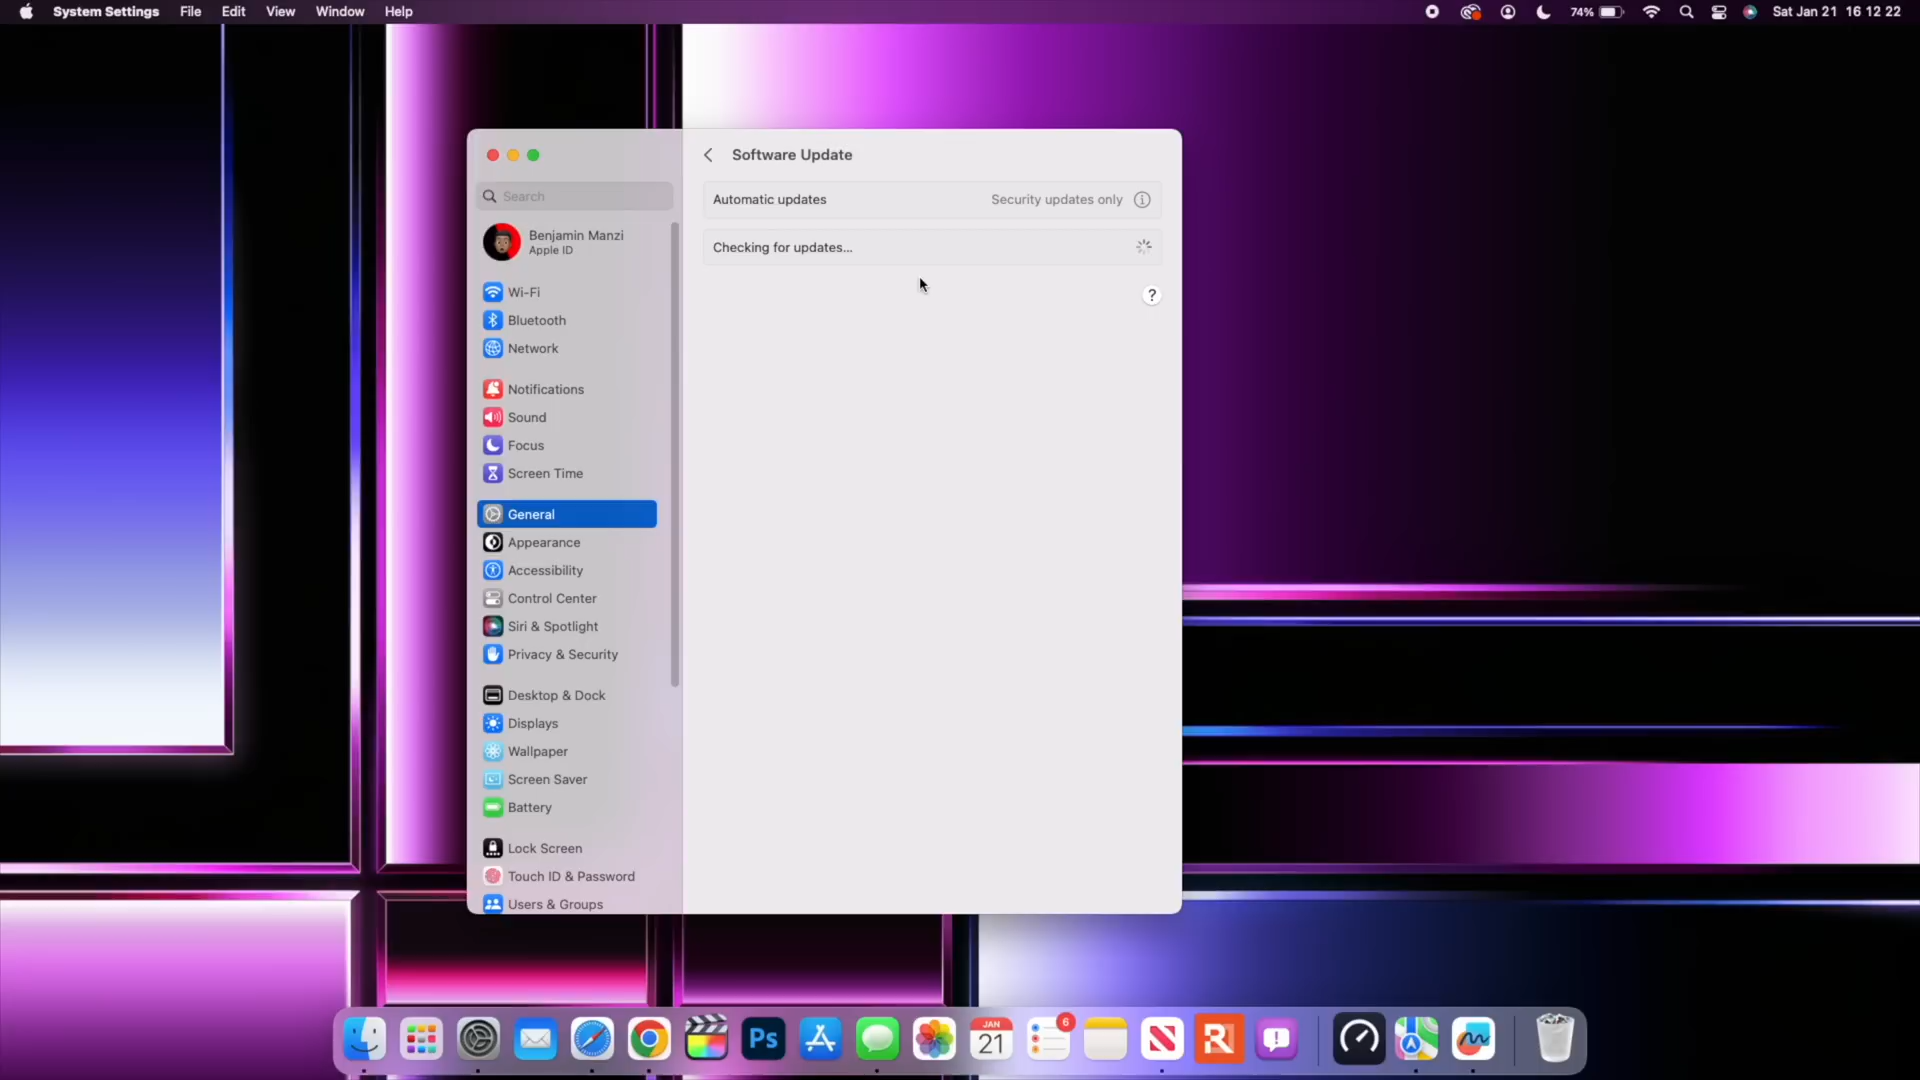 System Settings File Edit View Window Help 74% Sat Jan 21 16 12 22
Software Update
Search
Automatic updates Security updates only
Benjamin Manzi
Apple ID
Checking for updates...
?
Wi-Fi
Bluetooth
Network
Notifications
Sound
Focus
Screen Time
General
Appearance
Accessibility
Control Center
Siri & Spotlight
Privacy & Security
Desktop & Dock
Displays
Wallpaper
Screen Saver
Battery
Lock Screen
Touch ID & Password
Users & Groups
Ps
JAN
21
6